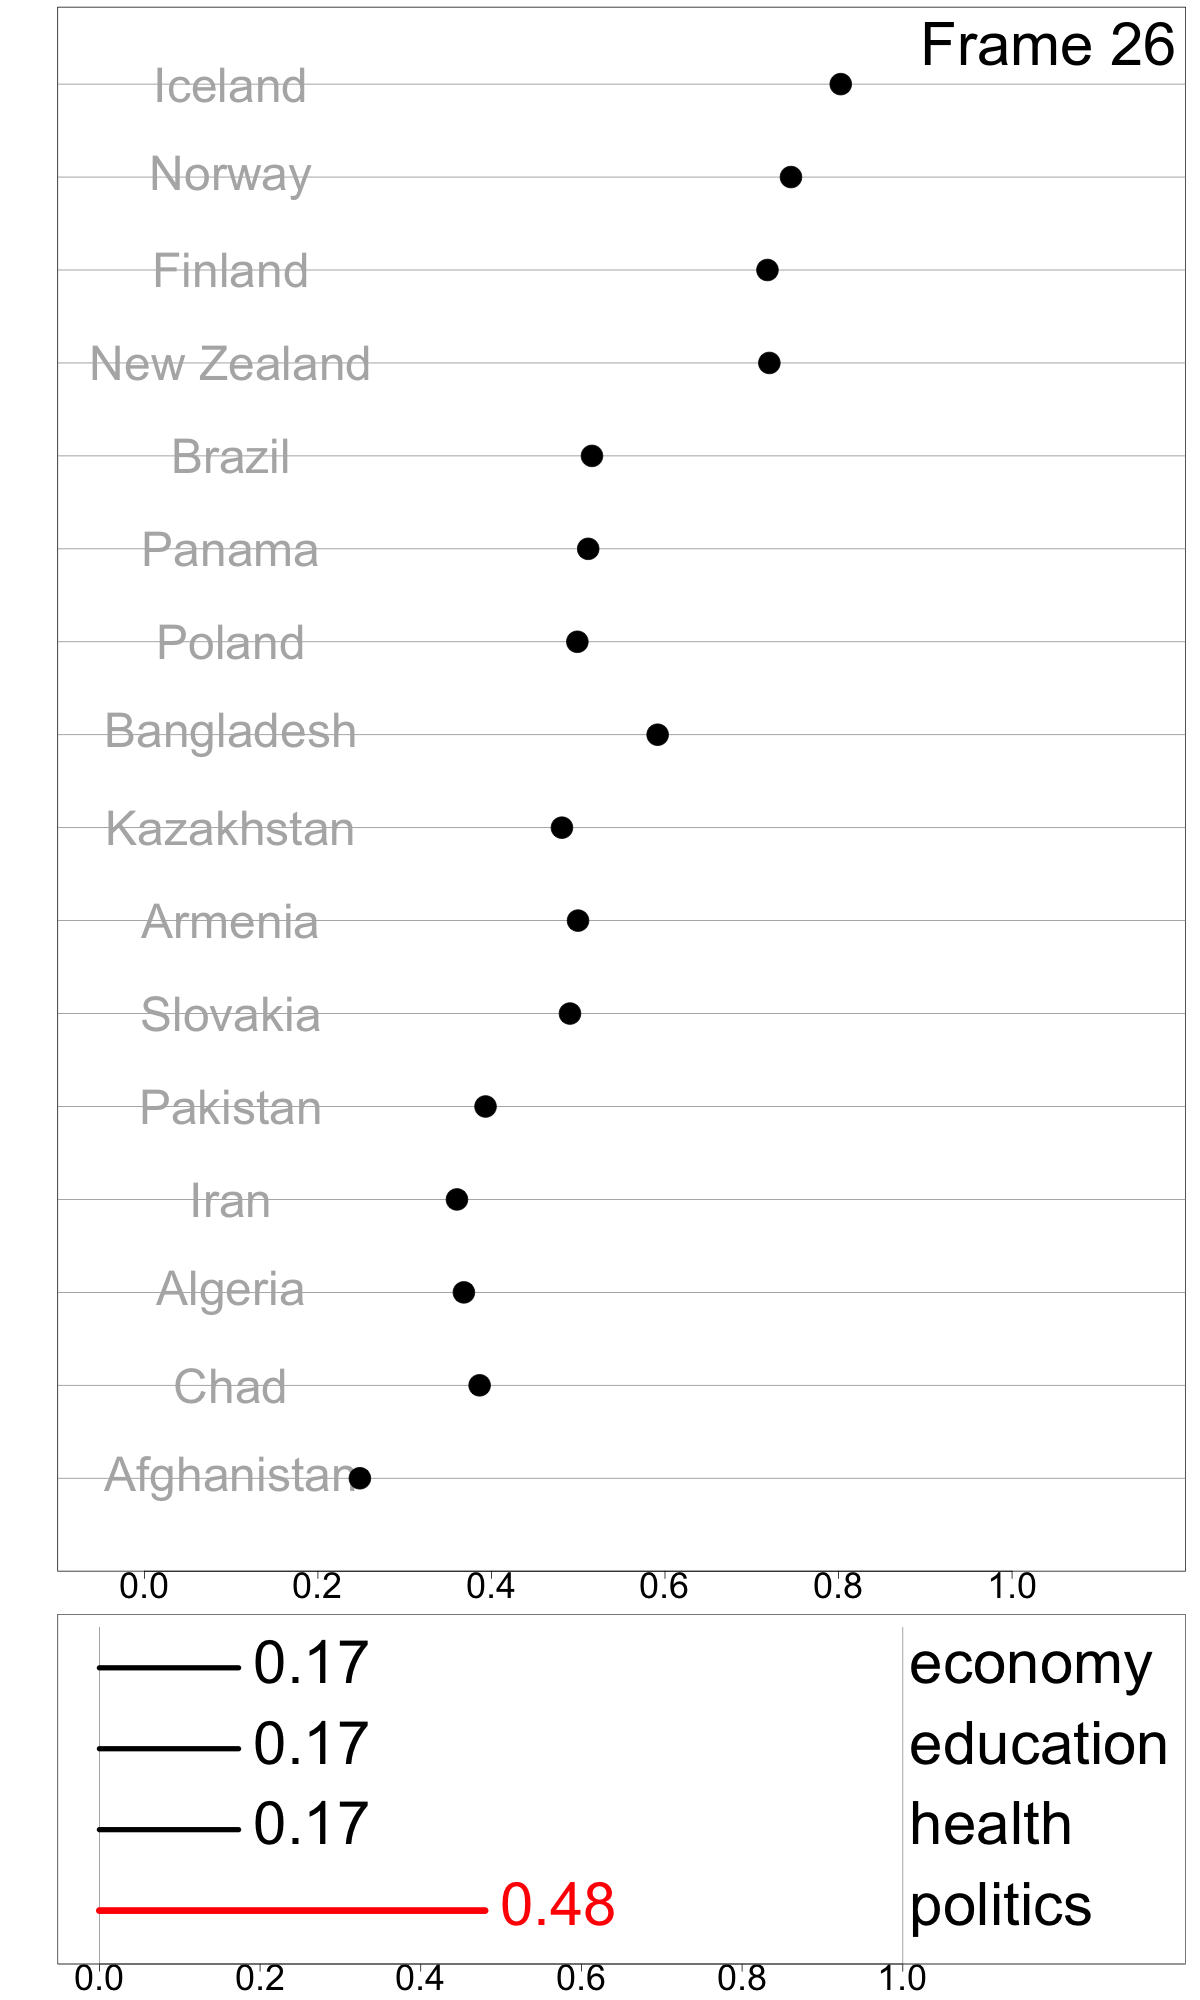 Frame 26
Iceland
Norway
Finland
New Zealand
Brazil
Panama
Poland
Bangladesh
Kazakhstan
Armenia
Slovakia
Pakistan
Iran
Algeria
Chad
Afghanistan
0.0 0.2 0.4 0.6 0.8 1.0
0.17 economy
0.17 education
0.17 health
0.48 politics
0.0 0.2 0.4 0.6 0.8 1.0